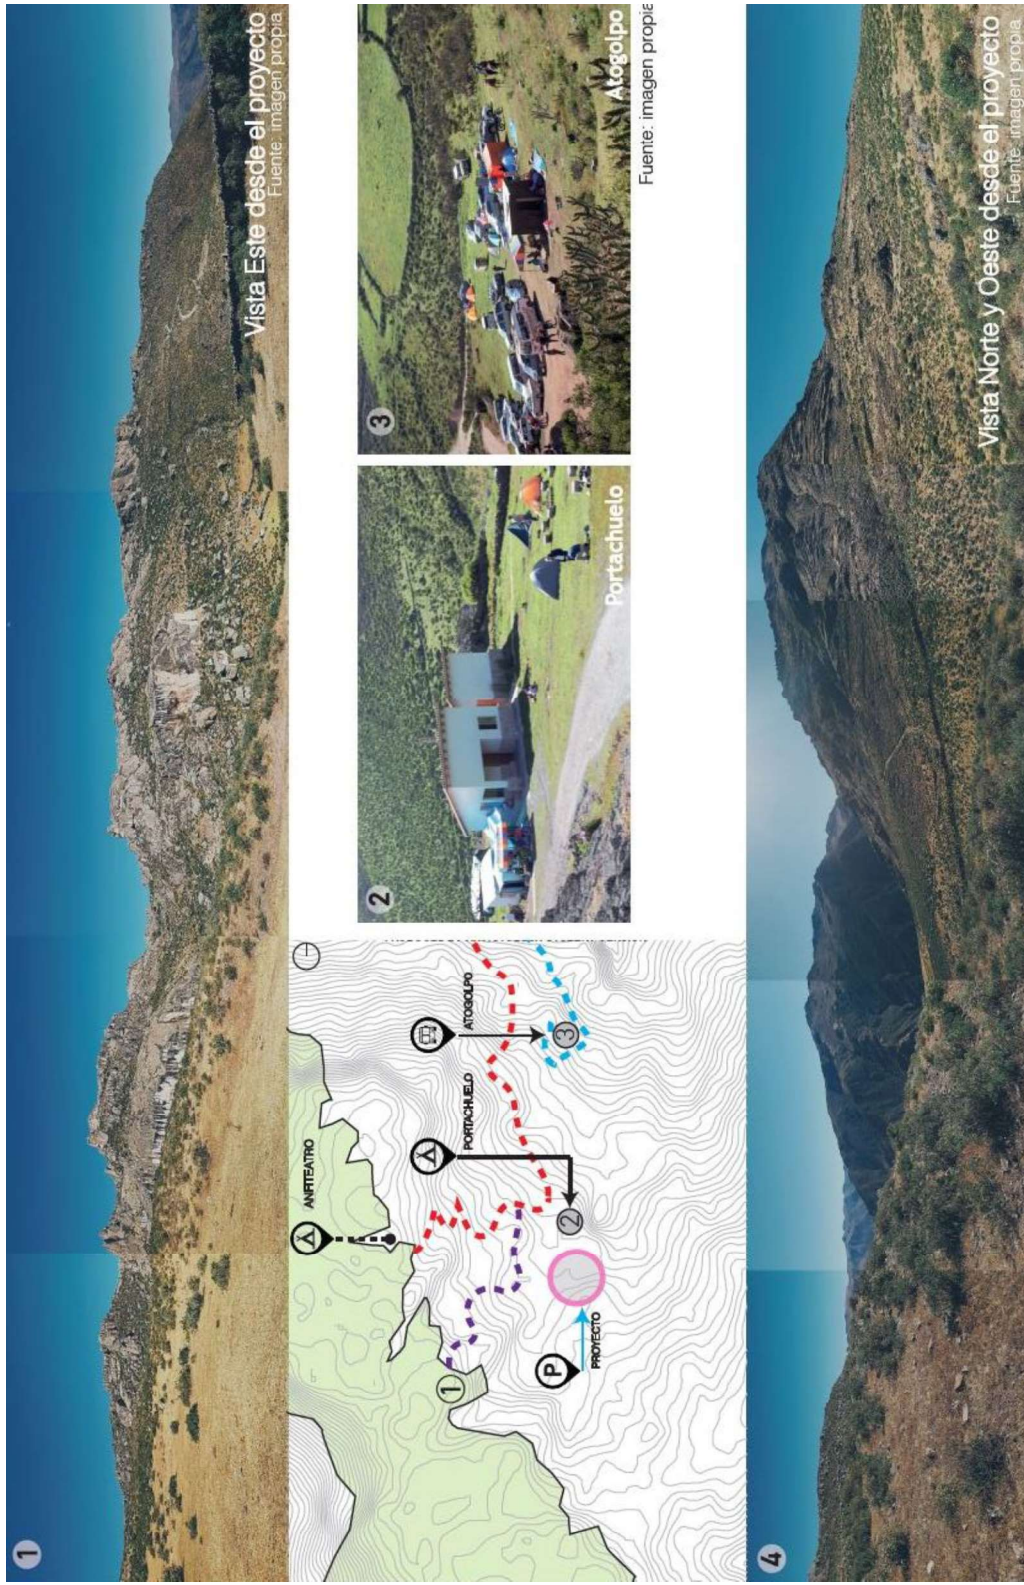 1
Vista Este desde el proyecto
Fuente: imagen propia
ANFITEATRO
PORTACHUELO
ATOGOLPO
1
2
3
P
PROYECTO
2
Portachuelo
3
Atogolpo
Fuente: imagen propia
4
Vista Norte y Oeste desde el proyecto
Fuente: imagen propia